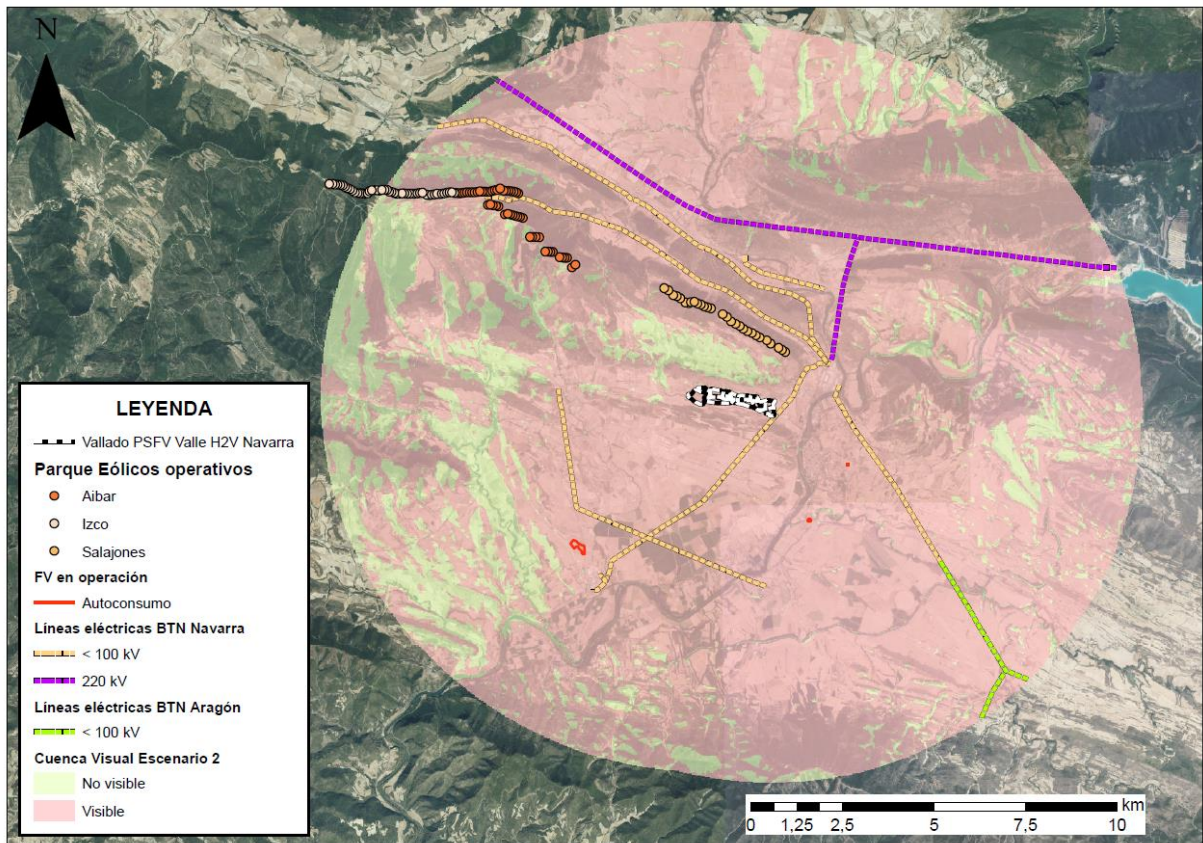 N
LEYENDA
Vallado PSFV Valle H2V Navarra
Parque Eólicos operativos
Aibar
Izco
Salajones
FV en operación
Autoconsumo
Líneas eléctricas BTN Navarra
< 100 kV
220 kV
Líneas eléctricas BTN Aragón
< 100 kV
Cuenca Visual Escenario 2
No visible
Visible
km
0 1,25 2,5 5 7,5 10